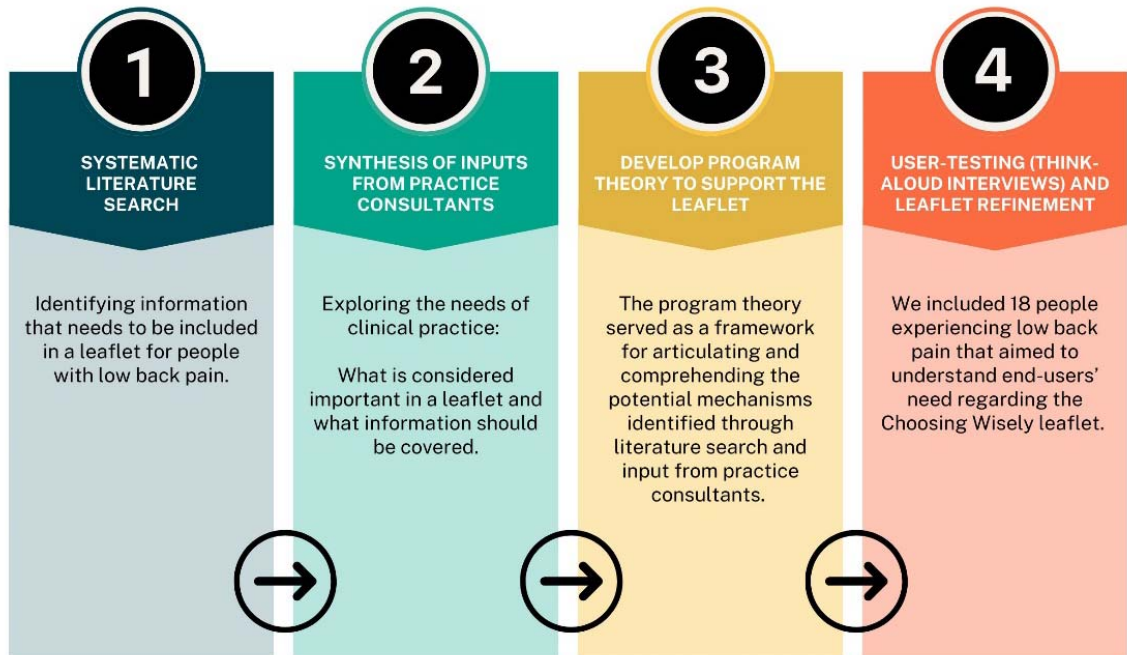 1
SYSTEMATIC
LITERATURE
SEARCH
Identifying information
that needs to be included
in a leaflet for people
with low back pain.
2
SYNTHESIS OF INPUTS
FROM PRACTICE
CONSULTANTS
Exploring the needs of
clinical practice:
What is considered
important in a leaflet and
what information should
be covered.
3
DEVELOP PROGRAM
THEORY TO SUPPORT THE
LEAFLET
The program theory
served as a framework
for articulating and
comprehending the
potential mechanisms
identified through
literature search and
input from practice
consultants.
4
USER-TESTING (THINK-
ALOUD INTERVIEWS) AND
LEAFLET REFINEMENT
We included 18 people
experiencing low back
pain that aimed to
understand end-users’
need regarding the
Choosing Wisely leaflet.